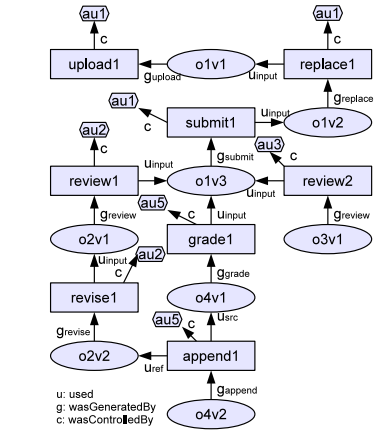 au1
au1
c
c
upload1
o1v1
replace1
gupload
uinput
greplace
au1
c
submit1
uinput
o1v2
au2
c
gsubmit
au3
c
review1
uinput
o1v3
uinput
review2
au5
c
greview
uinput
greview
o2v1
grade1
o3v1
uinput
c
au2
ggrade
revise1
o4v1
au5
c
usrc
grevise
o2v2
uref
append1
gappend
o4v2
u: used
g: wasGeneratedBy
c: wasControlledBy